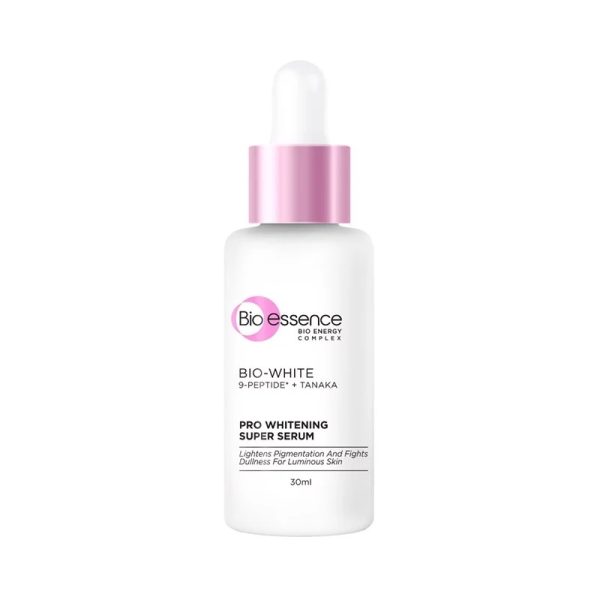 Bio essence
BIO ENERGY
COMPLEX
BIO-WHITE
9-PEPTIDE* + TANAKA
PRO WHITENING
SUPER SERUM
Lightens Pigmentation And Fights
Dullness For Luminous Skin
30ml